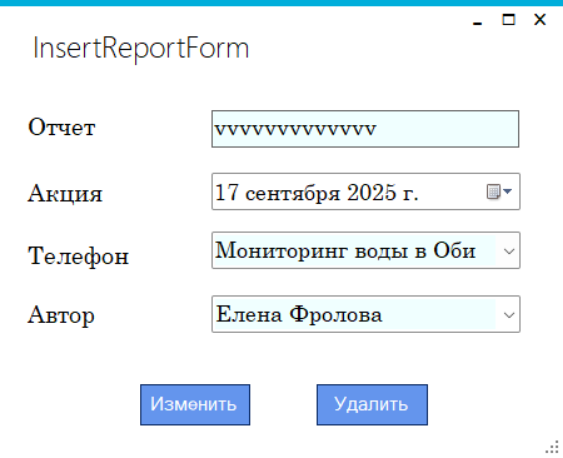 InsertReportForm
Отчет
vvvvvvvvvvvvv
Акция
17 сентября 2025 г.
Телефон
Мониторинг воды в Оби
Автор
Елена Фролова
Изменить
Удалить